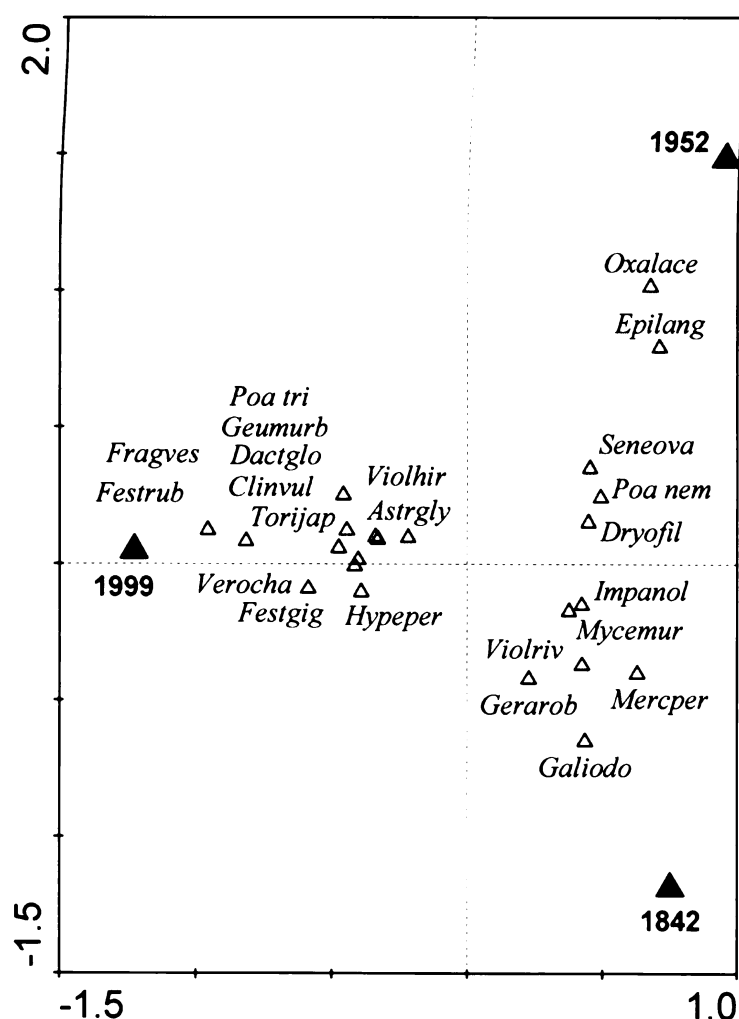 2.0
1952
Oxalace
Epilang
Poa tri
Geumurb
Fragves
Dactglo
Violhir
Seneova
Festrub
Clinvul
Poa nem
Torijap
Astrgly
Dryofil
1999
Verocha
Impanol
Festgig
Hypeper
Mycemur
Violriv
Gerarob
Mercper
Galiodo
1842
-1.5
-1.5
1.0